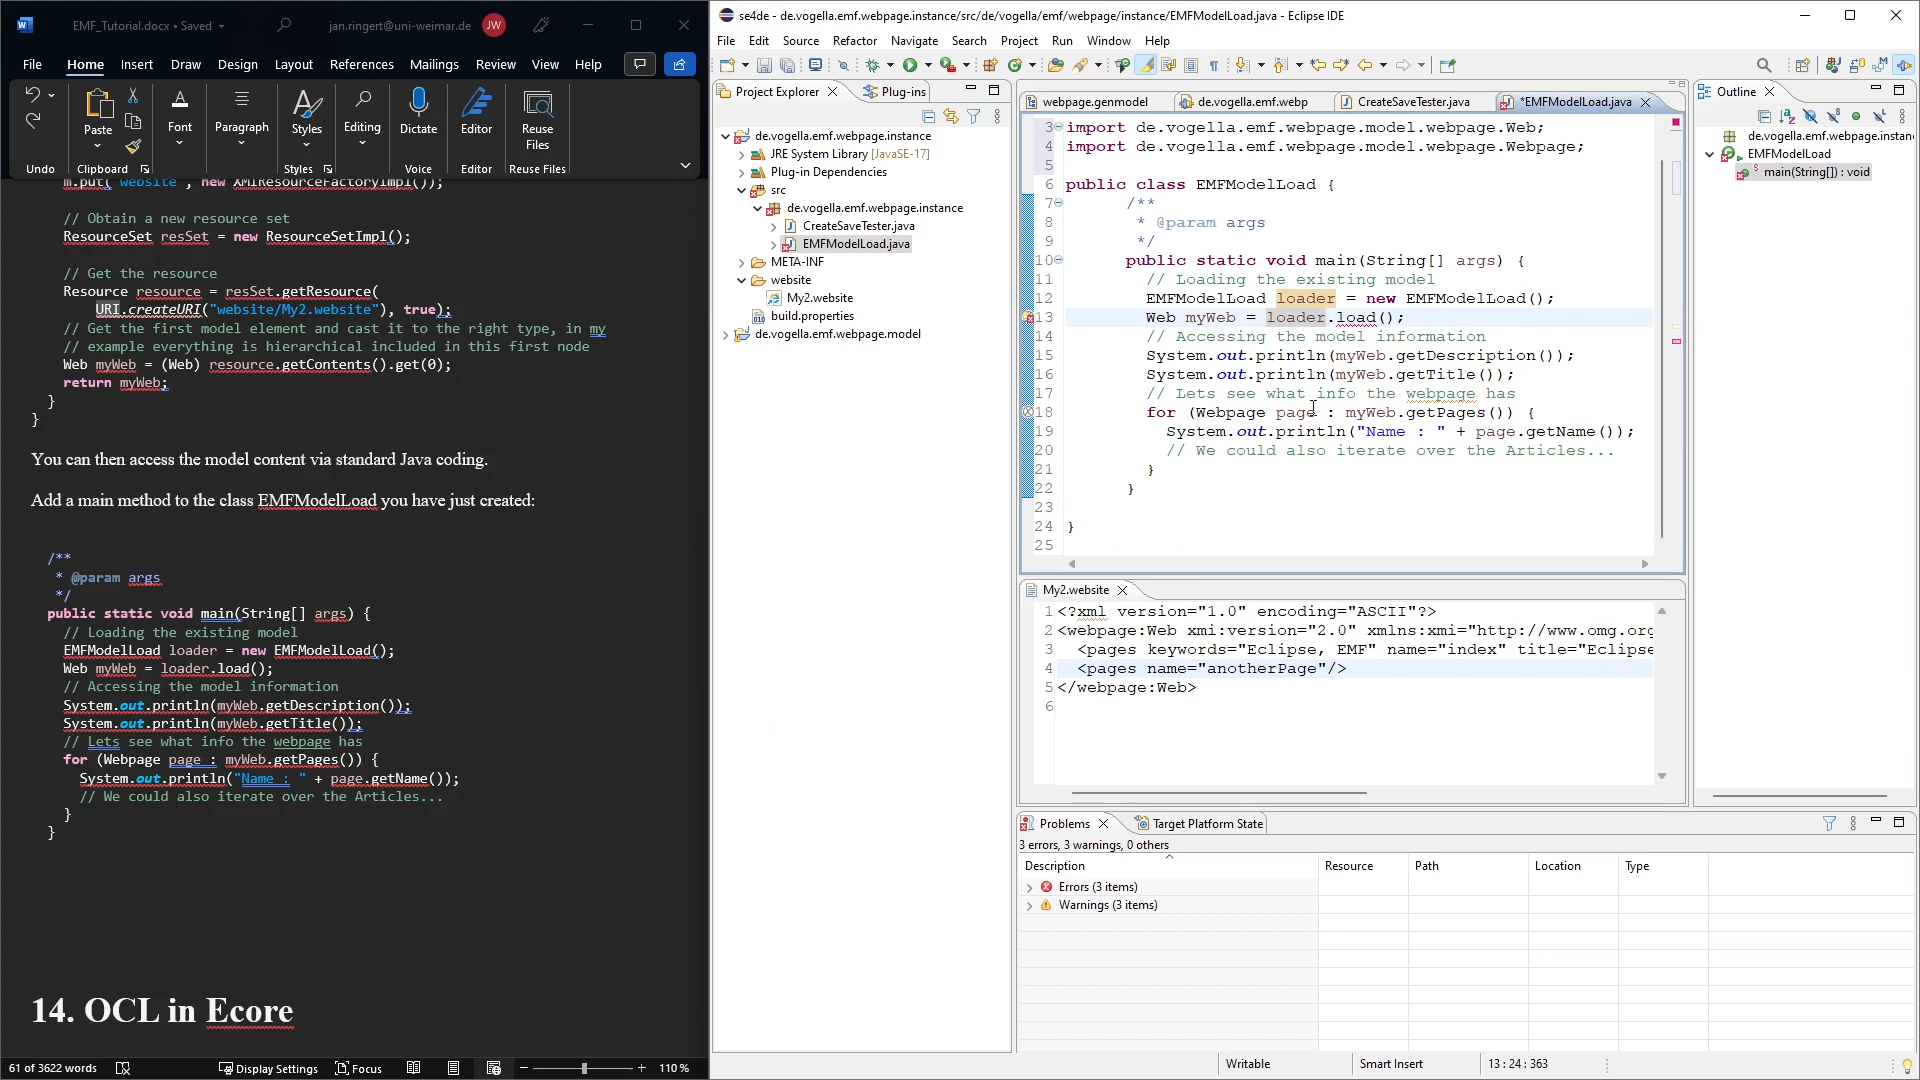 EMF_Tutorial.docx • Saved
jan.ringert@uni-weimar.de
JW
File Home Insert Draw Design Layout References Mailings Review View Help
Paste
Font
Paragraph
Styles
Editing
Dictate
Editor
Reuse
Files
Undo
Clipboard
Styles
Voice
Editor
Reuse Files
m.put("website", new XMIResourceFactoryImpl());
// Obtain a new resource set
ResourceSet resSet = new ResourceSetImpl();
// Get the resource
Resource resource = resSet.getResource(
URI.createURI("website/My2.website"), true);
// Get the first model element and cast it to the right type, in my
// example everything is hierarchical included in this first node
Web myWeb = (Web) resource.getContents().get(0);
return myWeb;
}
}
You can then access the model content via standard Java coding.
Add a main method to the class EMFModelLoad you have just created:
/**
* @param args
*/
public static void main(String[] args) {
// Loading the existing model
EMFModelLoad loader = new EMFModelLoad();
Web myWeb = loader.load();
// Accessing the model information
System.out.println(myWeb.getDescription());
System.out.println(myWeb.getTitle());
// Lets see what info the webpage has
for (Webpage page : myWeb.getPages()) {
System.out.println("Name : " + page.getName());
// We could also iterate over the Articles...
}
}
14. OCL in Ecore
61 of 3622 words
Display Settings
Focus
110 %
se4de - de.vogella.emf.webpage.instance/src/de/vogella/emf/webpage/instance/EMFModelLoad.java - Eclipse IDE
File Edit Source Refactor Navigate Search Project Run Window Help
Project Explorer
Plug-ins
de.vogella.emf.webpage.instance
JRE System Library [JavaSE-17]
Plug-in Dependencies
src
de.vogella.emf.webpage.instance
CreateSaveTester.java
EMFModelLoad.java
META-INF
website
My2.website
build.properties
de.vogella.emf.webpage.model
webpage.genmodel
de.vogella.emf.webp
CreateSaveTester.java
*EMFModelLoad.java
3 import de.vogella.emf.webpage.model.webpage.Web;
4 import de.vogella.emf.webpage.model.webpage.Webpage;
5
6 public class EMFModelLoad {
7 /**
8 * @param args
9 */
10 public static void main(String[] args) {
11 // Loading the existing model
12 EMFModelLoad loader = new EMFModelLoad();
13 Web myWeb = loader.load();
14 // Accessing the model information
15 System.out.println(myWeb.getDescription());
16 System.out.println(myWeb.getTitle());
17 // Lets see what info the webpage has
18 for (Webpage page : myWeb.getPages()) {
19 System.out.println("Name : " + page.getName());
20 // We could also iterate over the Articles...
21 }
22 }
23
24 }
25
My2.website
1 <?xml version="1.0" encoding="ASCII"?>
2 <webpage:Web xmi:version="2.0" xmlns:xmi="http://www.omg.org
3 <pages keywords="Eclipse, EMF" name="index" title="Eclipse
4 <pages name="anotherPage"/>
5 </webpage:Web>
6
Problems
Target Platform State
3 errors, 3 warnings, 0 others
Description Resource Path Location Type
Errors (3 items)
Warnings (3 items)
Outline
de.vogella.emf.webpage.instan
EMFModelLoad
main(String[]) : void
Writable
Smart Insert
13 : 24 : 363